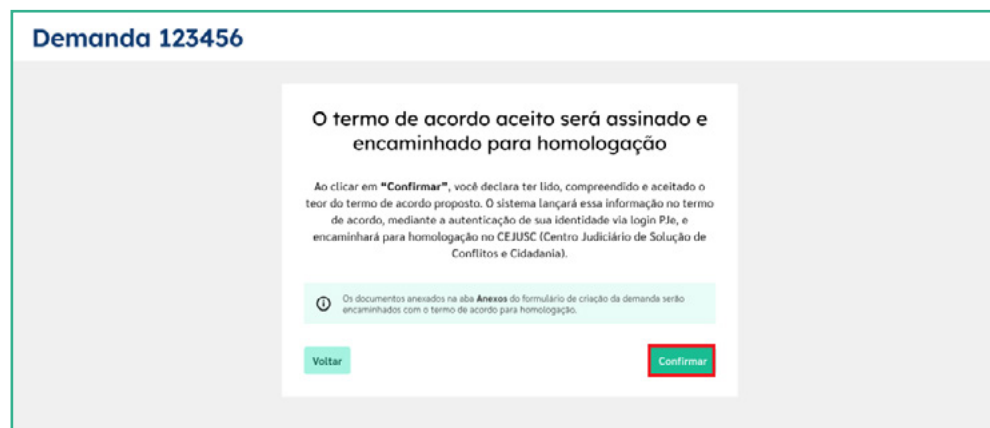 Demanda 123456
O termo de acordo aceito será assinado e
encaminhado para homologação
Ao clicar em “Confirmar”, você declara ter lido, compreendido e aceitado o
teor do termo de acordo proposto. O sistema lançará essa informação no termo
de acordo, mediante a autenticação de sua identidade via login PJe, e
encaminhará para homologação no CEJUSC (Centro Judiciário de Solução de
Conflitos e Cidadania).
Os documentos anexados na aba Anexos do formulário de criação da demanda serão
encaminhados com o termo de acordo para homologação.
Voltar
Confirmar